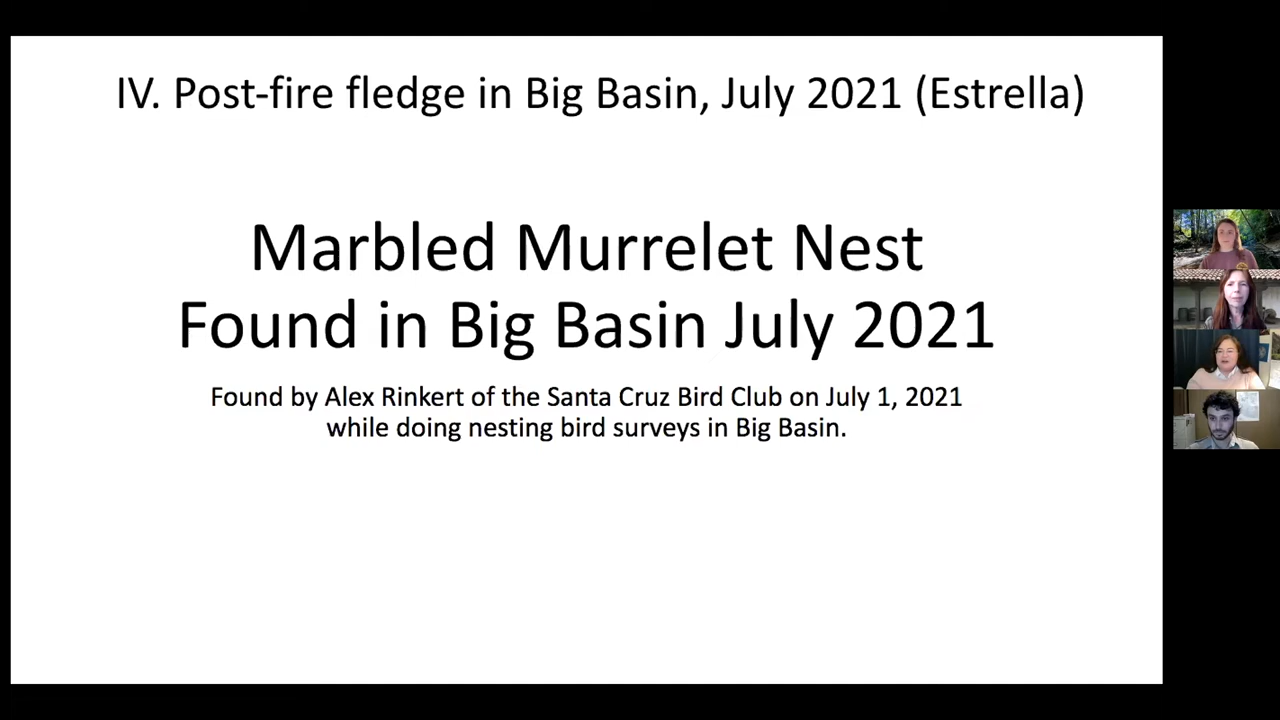 IV. Post-fire fledge in Big Basin, July 2021 (Estrella)
Marbled Murrelet Nest
Found in Big Basin July 2021
Found by Alex Rinkert of the Santa Cruz Bird Club on July 1, 2021
while doing nesting bird surveys in Big Basin.